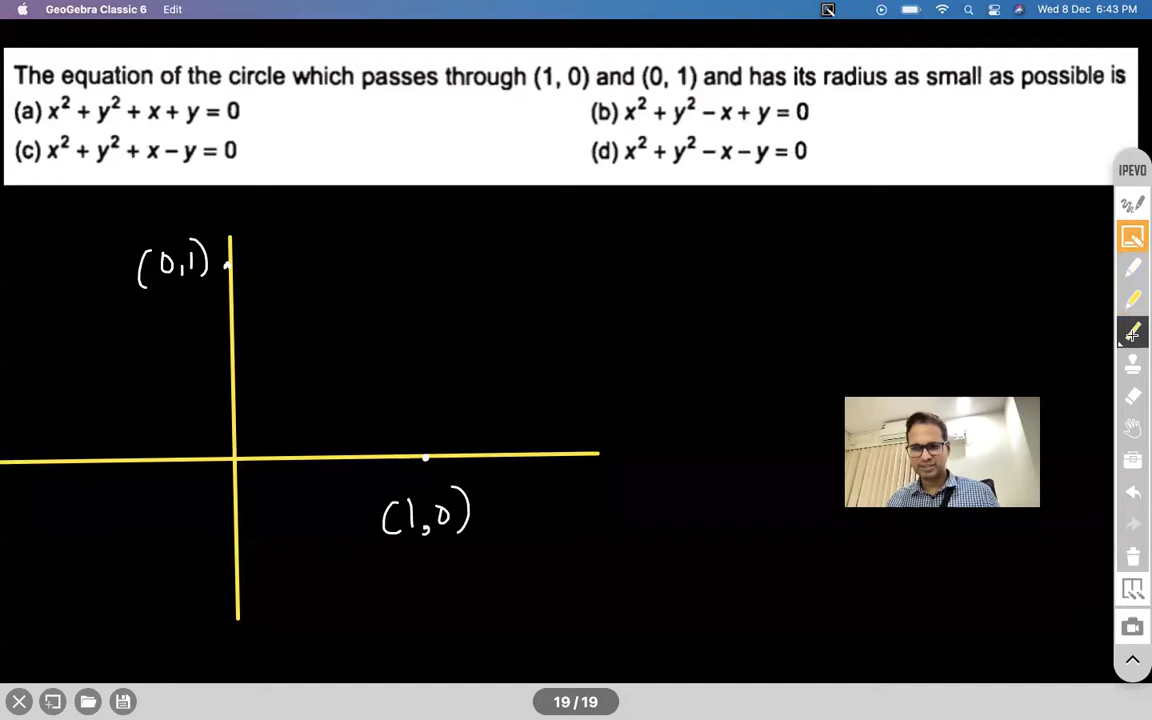 GeoGebra Classic 6 Edit Wed 8 Dec 6:43 PM
The equation of the circle which passes through (1, 0) and (0, 1) and has its radius as small as possible is
(a) x² + y² + x + y = 0 (b) x² + y² − x + y = 0
(c) x² + y² + x − y = 0 (d) x² + y² − x − y = 0
IPEVO
(0,1)
(1,0)
19 / 19